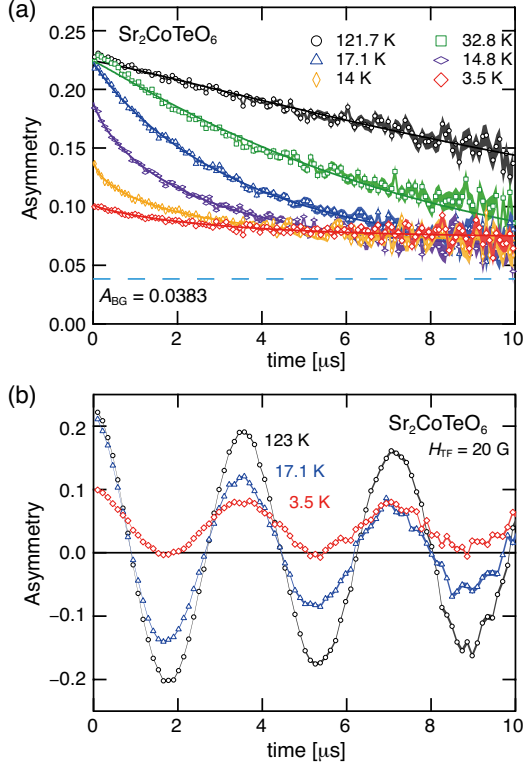 (a)
Sr₂CoTeO₆
121.7 K 32.8 K
17.1 K 14.8 K
14 K 3.5 K
Asymmetry
0.25
0.20
0.15
0.10
0.05
0.00
A_BG = 0.0383
0 2 4 6 8 10
time [μs]
(b)
Sr₂CoTeO₆
H_TF = 20 G
123 K
17.1 K
3.5 K
Asymmetry
0.2
0.1
0.0
−0.1
−0.2
0 2 4 6 8 10
time [μs]